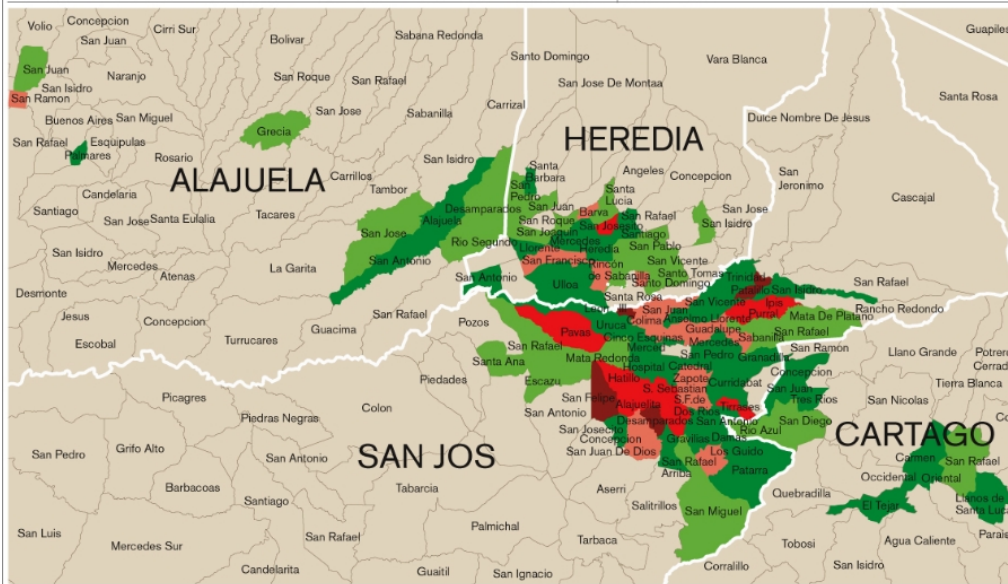 Volio
Concepcion
Cirri Sur
San Juan
Bolivar
Sabana Redonda
Santo Domingo
Vara Blanca
Guapiles
San Juan
Naranjo
San Roque
San Rafael
San Jose De Montaa
San Isidro
San Ramon
Carrizal
Santa Rosa
Buenos Aires
San Miguel
San Jose
Sabanilla
Dulce Nombre De Jesus
Grecia
HEREDIA
San Rafael
Esquipulas
Palmares
Rosario
San Isidro
Santa
Barbara
Angeles
Concepcion
San
Jeronimo
ALAJUELA
Carrillos
Tambor
San
Pedro
Santa
Lucia
Candelaria
Cascajal
Santiago
San Jose
Santa Eulalia
Tacares
Alajuela
Desamparados
San Juan
Barva
San Rafael
San Jose
San Isidro
San Roque
San Josesito
San Jose
Rio Segundo
San Joaquin
Mercedes
Santiago
San Isidro
San Antonio
Llorente
Heredia
San Pablo
Mercedes
La Garita
San Francisco
Rincon
de Sabanilla
San Vicente
Atenas
San Antonio
Ulloa
Santo Domingo
Santo Tomas
Trinidad
Desmonte
Patalillo
San Isidro
San Rafael
Santa Rosa
San Vicente
Ipis
Rancho Redondo
Jesus
Concepcion
San Rafael
Pozos
San Juan
Purral
Mata De Platano
Guacima
Uruca
Colima
Anselmo Llorente
Escobal
Turrucares
Pavas
Cinco Esquinas
Guadalupe
San Rafael
San Rafael
Merced
Mercedes
Sabanilla
San Ramon
Santa Ana
Mata Redonda
San Pedro
Granadilla
Llano Grande
Hospital
Catedral
Concepcion
Piedades
Escazu
Hatillo
Zapote
Curridabat
San Juan
Tierra Blanca
Picagres
Colon
San Felipe
S. Sebastian
S.F.de
Dos Rios
Tres Rios
San Nicolas
San Antonio
Alajuelita
Tirrases
Piedras Negras
Desamparados
San Antonio
Rio Azul
San Diego
San Josecito
Concepcion
Gravilias
Damas
CARTAGO
San Pedro
Grifo Alto
San Antonio
SAN JOS
San Juan De Dios
Los Guido
Carmen
San Rafael
San Rafael
Arriba
Patarra
Occidental
Oriental
Barbacoas
Tabarcia
Aserri
Quebradilla
Santiago
Salitrillos
San Miguel
El Tejar
Llanos de
Santa Luc
San Luis
Mercedes Sur
San Rafael
Palmichal
Tarbaca
Tobosi
Agua Caliente
Candelarita
Guaitil
San Ignacio
Corralillo
San Isidro